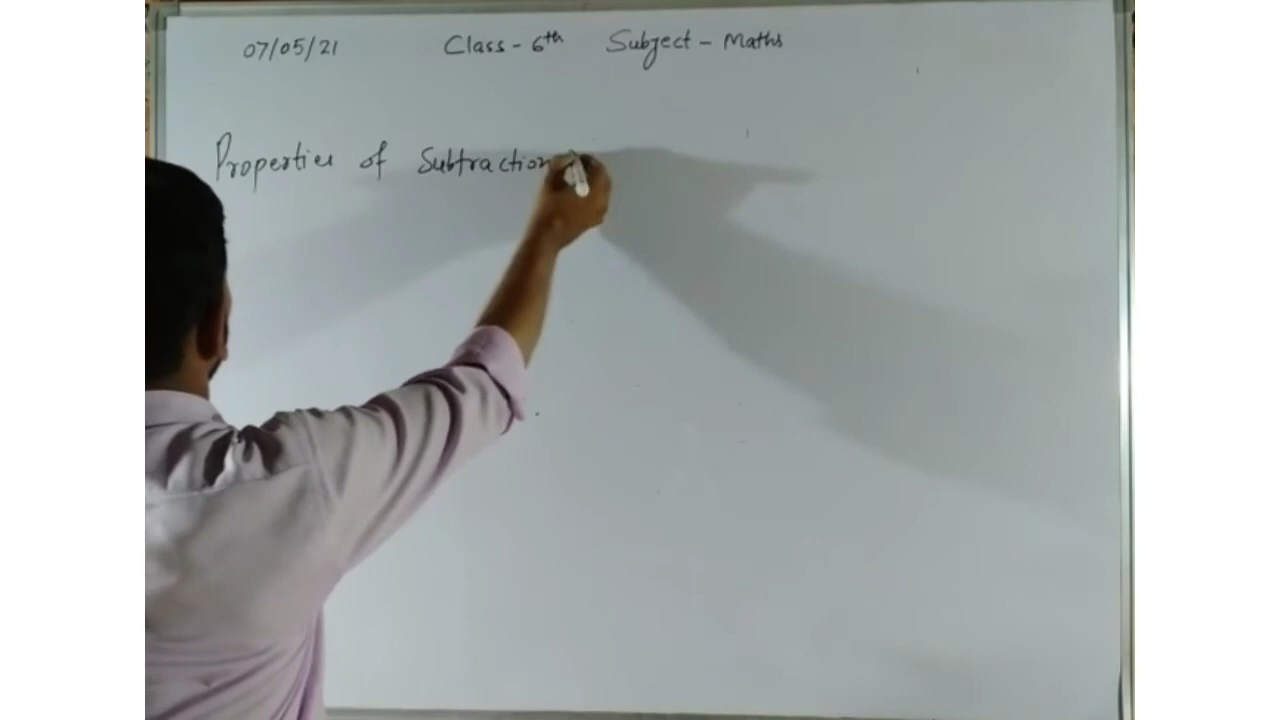 07/05/21 Class - 6th Subject - Maths
Properties of Subtraction